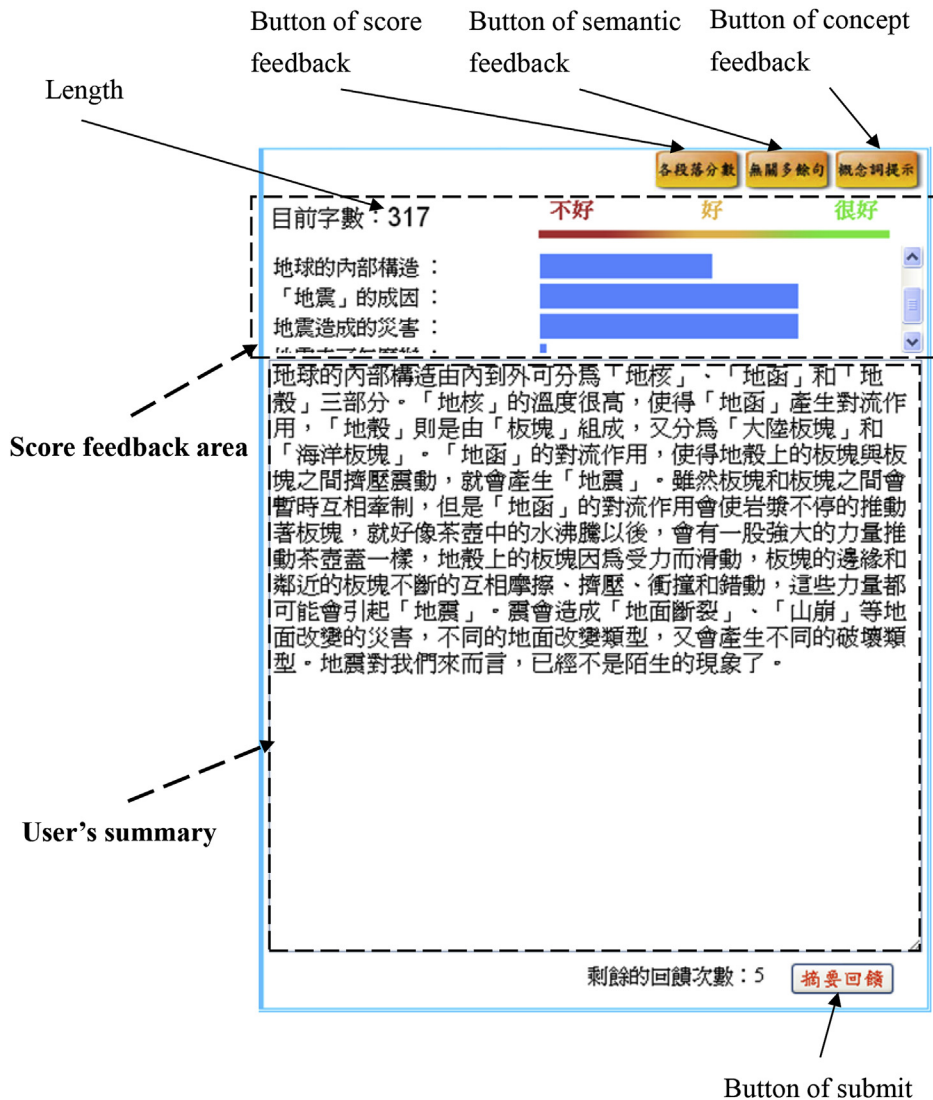 Button of score feedback
Button of semantic feedback
Button of concept feedback
Length
各段落分數
無關多餘句
概念詞提示
目前字數：317
不好
好
很好
地球的內部構造：
「地震」的成因：
地震造成的災害：
Score feedback area
地球的內部構造由內到外可分為「地核」、「地函」和「地
殼」三部分。「地核」的溫度很高，使得「地函」產生對流作
用，「地殼」則是由「板塊」組成，又分為「大陸板塊」和
「海洋板塊」。「地函」的對流作用，使得地殼上的板塊與板
塊之間擠壓震動，就會產生「地震」。雖然板塊和板塊之間會
暫時互相牽制，但是「地函」的對流作用會使岩漿不停的推動
著板塊，就好像茶壺中的水沸騰以後，會有一股強大的力量推
動茶壺蓋一樣，地殼上的板塊因為受力而滑動，板塊的邊緣和
鄰近的板塊不斷的互相摩擦、擠壓、衝撞和錯動，這些力量都
可能會引起「地震」。震會造成「地面斷裂」、「山崩」等地
面改變的災害，不同的地面改變類型，又會產生不同的破壞類
型。地震對我們來而言，已經不是陌生的現象了。
User’s summary
剩餘的回饋次數：5
摘要回饋
Button of submit